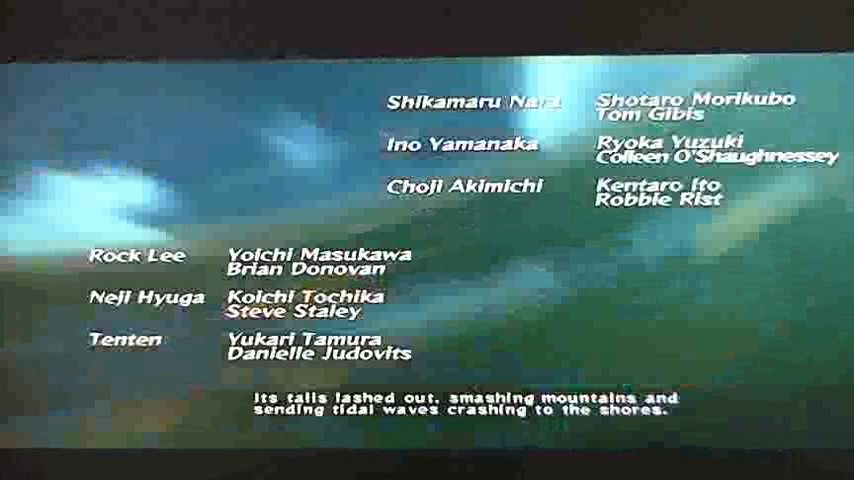 Shikamaru Nara Shotaro Morikubo
Tom Gibis
Ino Yamanaka Ryoka Yuzuki
Colleen O'Shaughnessey
Choji Akimichi Kentaro Ito
Robbie Rist
Rock Lee Yoichi Masukawa
Brian Donovan
Neji Hyuga Koichi Tochika
Steve Staley
Tenten Yukari Tamura
Danielle Judovits
Its tails lashed out, smashing mountains and
sending tidal waves crashing to the shores.